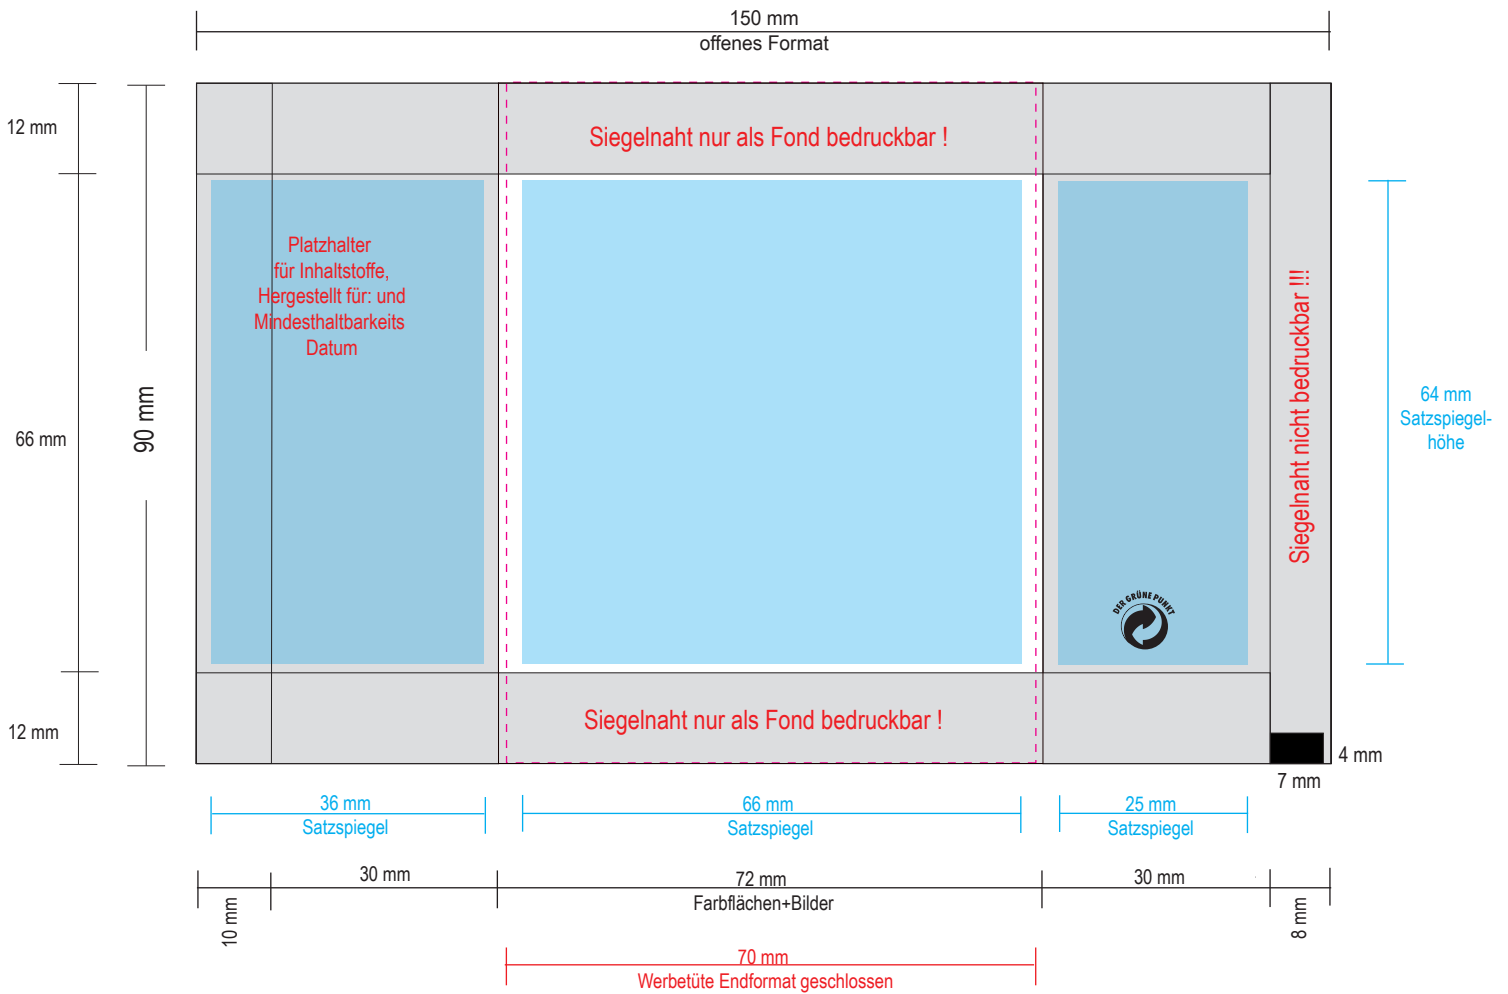 150 mm
offenes Format
12 mm
66 mm
12 mm
90 mm
Siegelnaht nur als Fond bedruckbar !
Platzhalter
für Inhaltstoffe,
Hergestellt für: und
Mindesthaltbarkeits
Datum
DER GRÜNE PUNKT
Siegelnaht nicht bedruckbar !!!
64 mm
Satzspiegel-
höhe
Siegelnaht nur als Fond bedruckbar !
4 mm
7 mm
36 mm
Satzspiegel
66 mm
Satzspiegel
25 mm
Satzspiegel
10 mm
30 mm
72 mm
Farbflächen+Bilder
30 mm
8 mm
70 mm
Werbetüte Endformat geschlossen